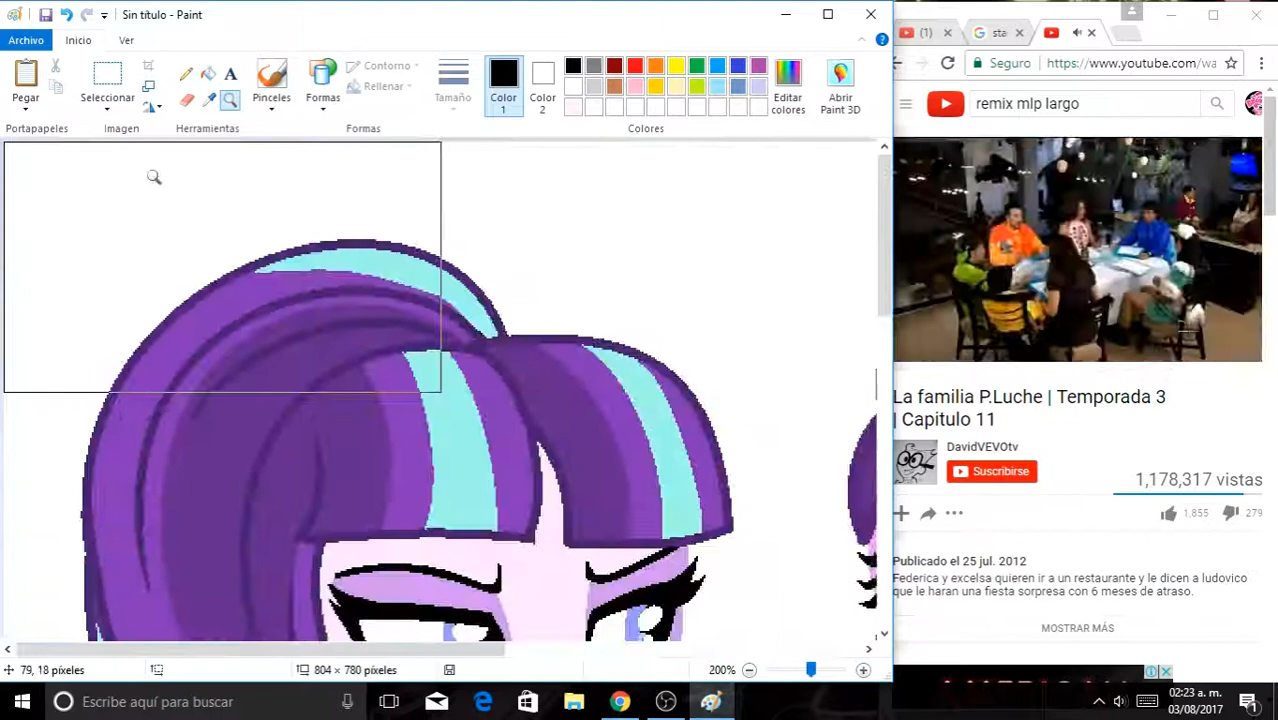 Sin título - Paint
Archivo Inicio Ver
Pegar
Seleccionar
A
Pinceles
Formas
Contorno
Rellenar
Tamaño
Color 1
Color 2
Editar colores
Abrir Paint 3D
Portapapeles Imagen Herramientas Formas Colores
79, 18 píxeles
804 × 780 píxeles
200%
(1)
sta
Seguro https://www.youtube.com/wa
remix mlp largo
La familia P.Luche | Temporada 3
| Capitulo 11
DavidVEVOtv
Suscribirse
1,178,317 vistas
1,855 279
Publicado el 25 jul. 2012
Federica y excelsa quieren ir a un restaurante y le dicen a ludovico
que le haran una fiesta sorpresa con 6 meses de atraso.
MOSTRAR MÁS
Escribe aquí para buscar
02:23 a. m.
03/08/2017